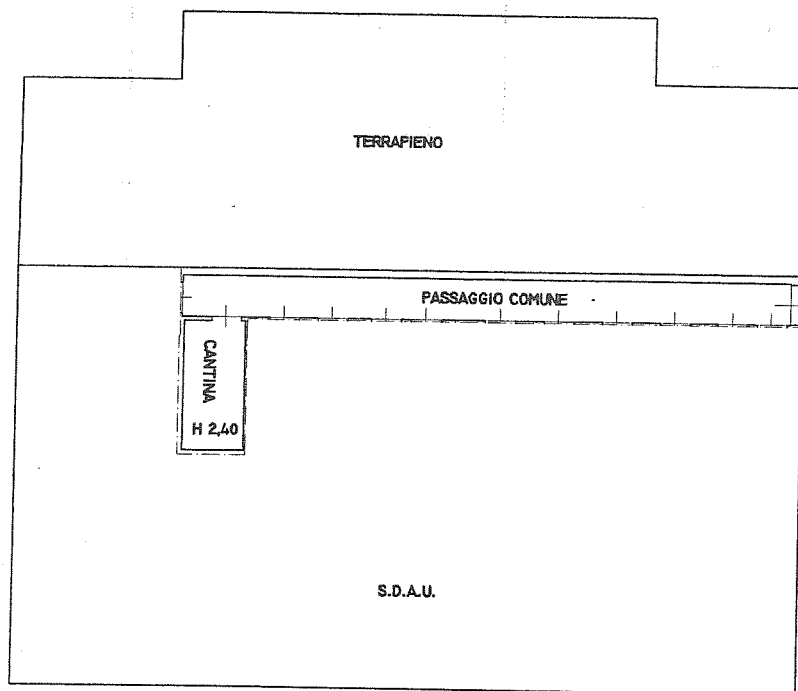 TERRAPIENO
PASSAGGIO COMUNE
CANTINA
H 2,40
S.D.A.U.